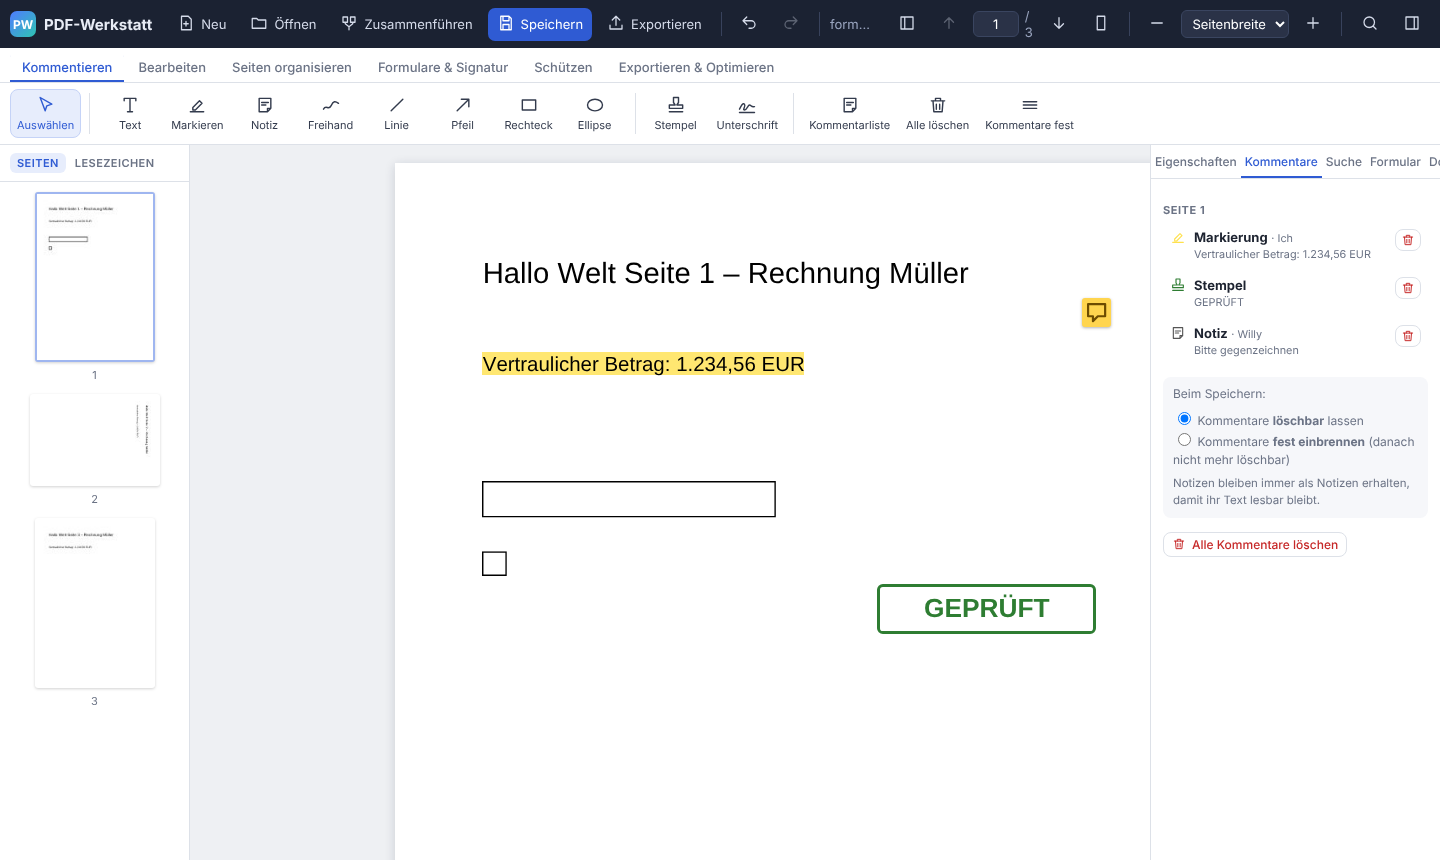 PW PDF-Werkstatt Neu Öffnen Zusammenführen Speichern Exportieren form... 1 / 3 Seitenbreite
Kommentieren Bearbeiten Seiten organisieren Formulare & Signatur Schützen Exportieren & Optimieren
Auswählen Text Markieren Notiz Freihand Linie Pfeil Rechteck Ellipse Stempel Unterschrift Kommentarliste Alle löschen Kommentare fest
SEITEN LESEZEICHEN
1
2
3
Hallo Welt Seite 1 – Rechnung Müller
Vertraulicher Betrag: 1.234,56 EUR
GEPRÜFT
Eigenschaften Kommentare Suche Formular Do
SEITE 1
Markierung · Ich
Vertraulicher Betrag: 1.234,56 EUR
Stempel
GEPRÜFT
Notiz · Willy
Bitte gegenzeichnen
Beim Speichern:
Kommentare löschbar lassen
Kommentare fest einbrennen (danach
nicht mehr löschbar)
Notizen bleiben immer als Notizen erhalten,
damit ihr Text lesbar bleibt.
Alle Kommentare löschen